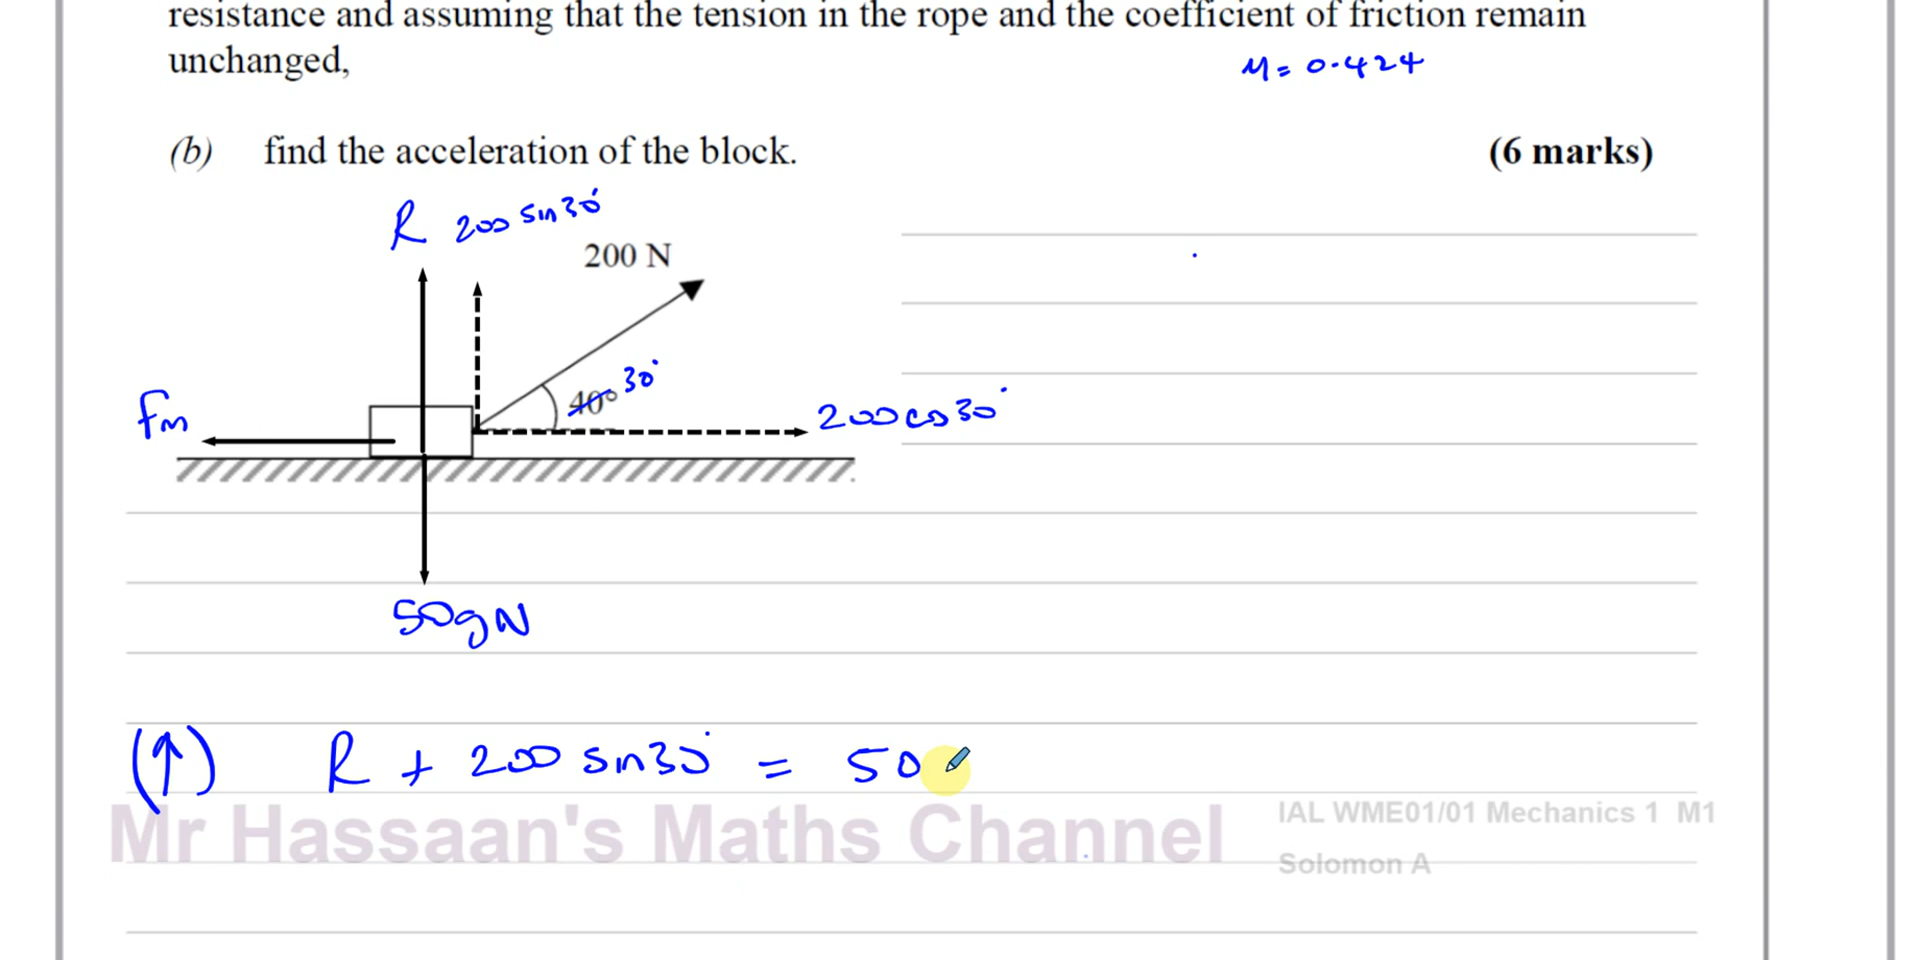 resistance and assuming that the tension in the rope and the coefficient of friction remain
unchanged,
μ = 0.424
(b) find the acceleration of the block. (6 marks)
R 200 sin30°
200 N
40° 30°
Fm 200cos30°
50gN
(↑) R + 200 sin30° = 50
Mr Hassaan's Maths Channel
IAL WME01/01 Mechanics 1 M1
Solomon A